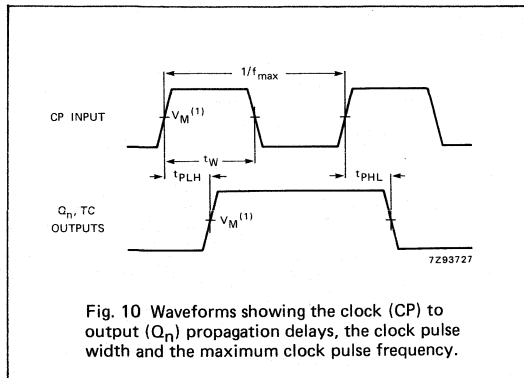 1/fmax
CP INPUT
VM(1)
tW
tPLH
tPHL
Qn, TC
OUTPUTS
VM(1)
7Z93727
Fig. 10 Waveforms showing the clock (CP) to
output (Qn) propagation delays, the clock pulse
width and the maximum clock pulse frequency.